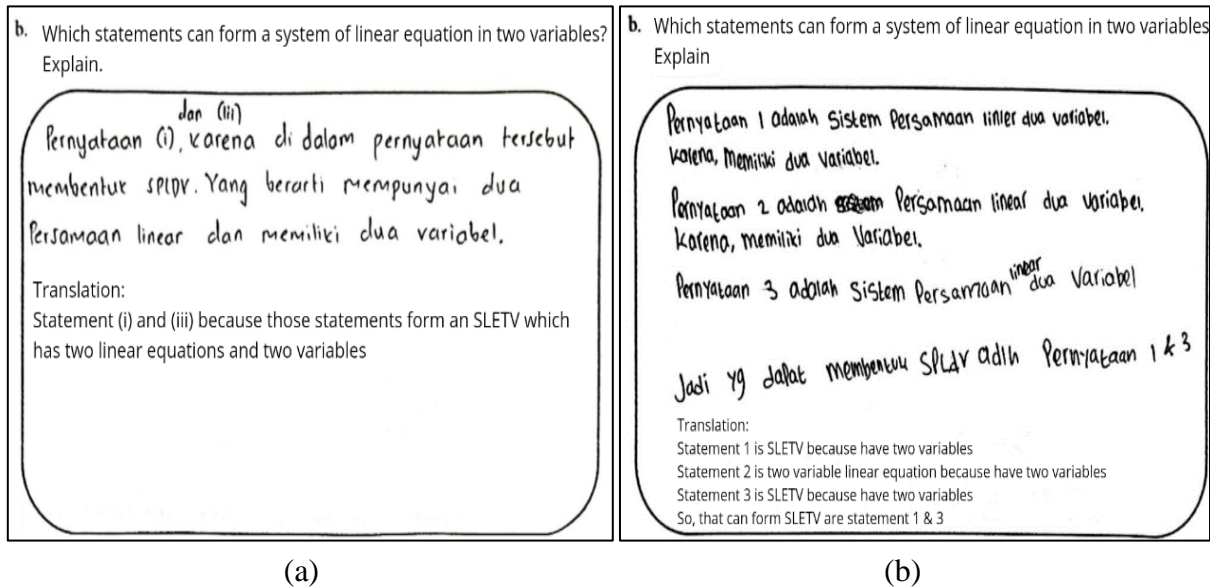 b. Which statements can form a system of linear equation in two variables?
Explain.
dan (iii)
Pernyataan (i), karena di dalam pernyataan tersebut
membentuk SPLDV. Yang berarti mempunyai dua
Persamaan linear dan memiliki dua variabel.
Translation:
Statement (i) and (iii) because those statements form an SLETV which
has two linear equations and two variables
(a)
b. Which statements can form a system of linear equation in two variables
Explain
Pernyataan 1 adalah Sistem Persamaan linier dua variabel.
karena, memiliki dua variabel.
Pernyataan 2 adalah Persamaan linear dua variabel.
karena, memiliki dua Variabel.
linear
Pernyataan 3 adalah Sistem Persamaan dua Variabel
Jadi yg dapat membentuk SPLDV adlh Pernyataan 1 & 3
Translation:
Statement 1 is SLETV because have two variables
Statement 2 is two variable linear equation because have two variables
Statement 3 is SLETV because have two variables
So, that can form SLETV are statement 1 & 3
(b)